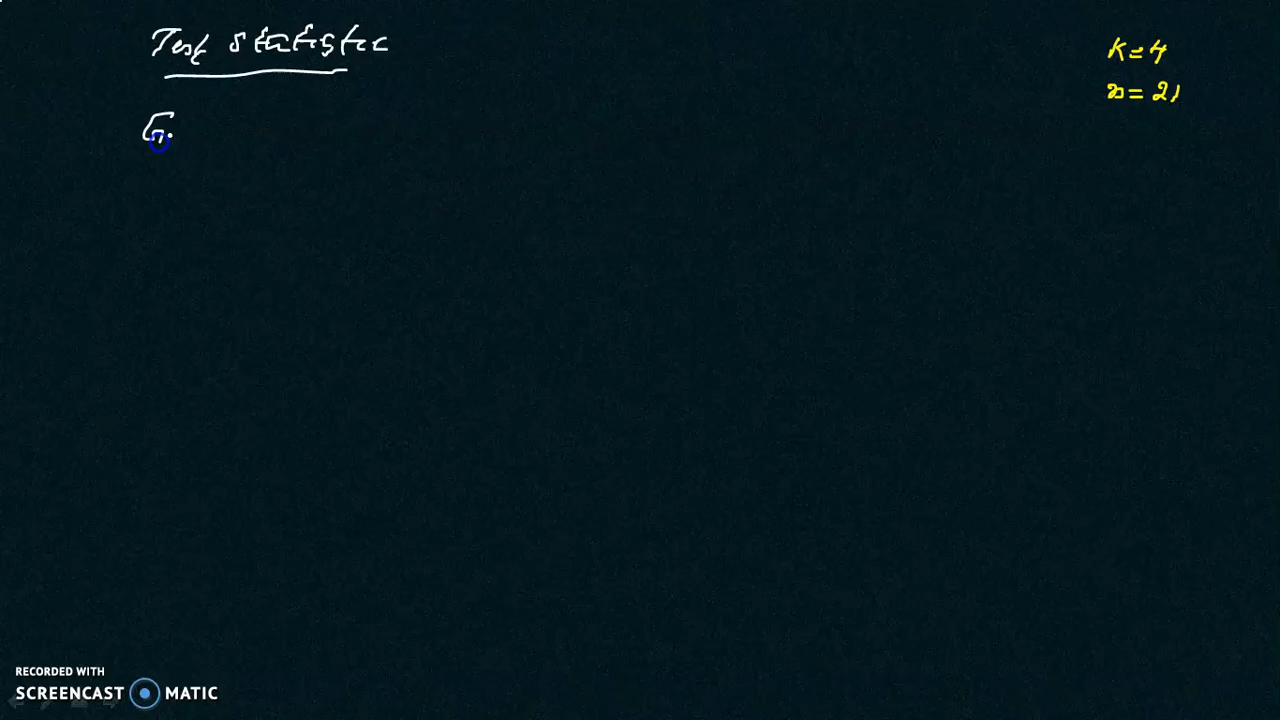 Test statistic
K=4
n= 21
G.
RECORDED WITH
SCREENCAST MATIC